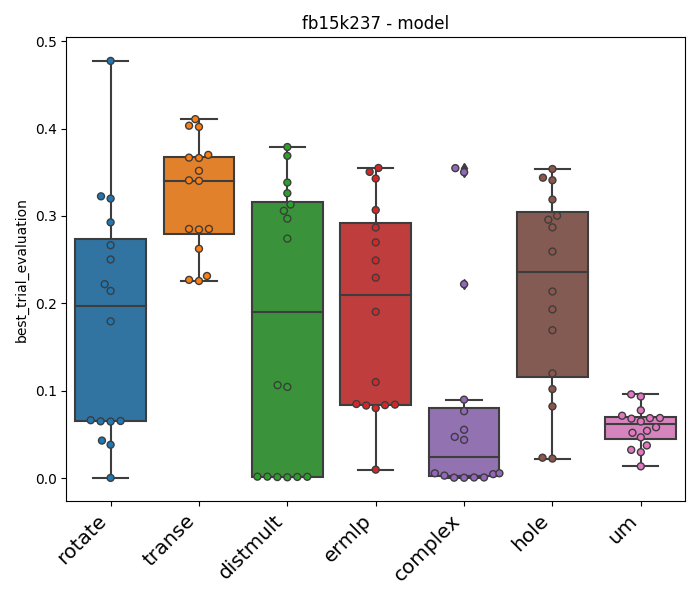 fb15k237 - model
best_trial_evaluation
0.5
0.4
0.3
0.2
0.1
0.0
rotate
transe
distmult
ermlp
complex
hole
um